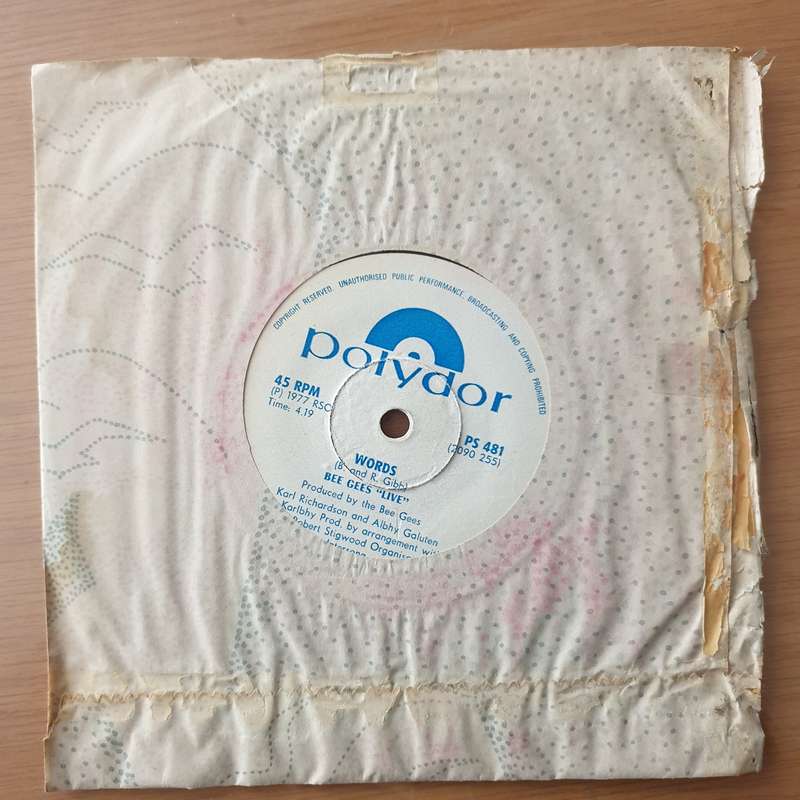 COPYRIGHT RESERVED. UNAUTHORISED PUBLIC PERFORMANCE, BROADCASTING AND COPYING PROHIBITED
polydor
45 RPM
(P) 1977 RSO
Time: 4.19
PS 481
(2090 255)
WORDS
(B. and R. Gibb)
BEE GEES "LIVE"
Produced by the Bee Gees
Karl Richardson and Albhy Galuten
Karlbhy Prod. by arrangement with
Robert Stigwood Organis